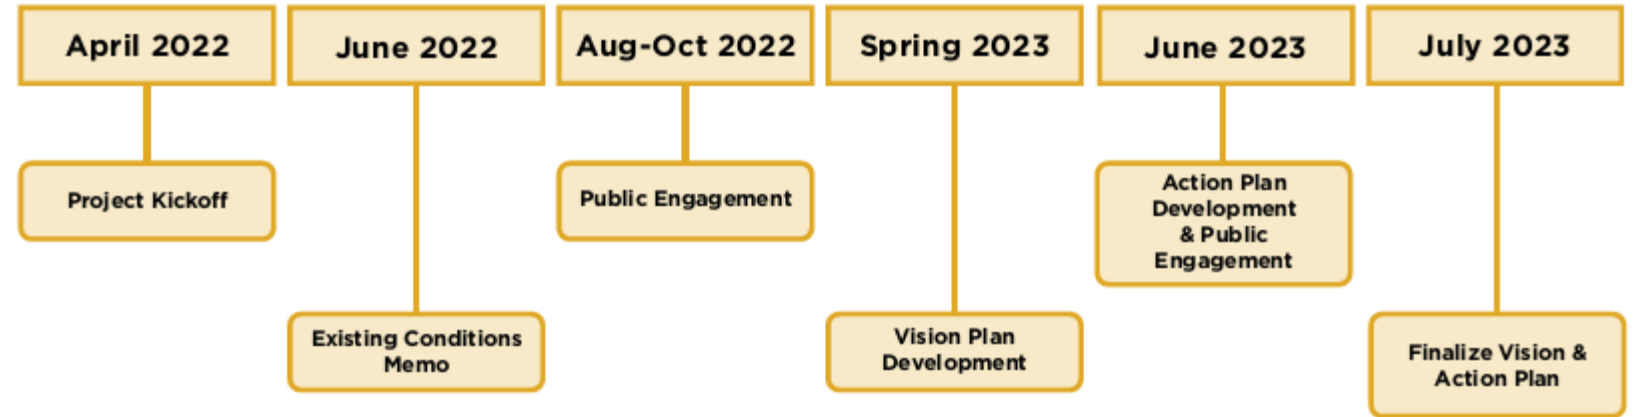 April 2022
June 2022
Aug-Oct 2022
Spring 2023
June 2023
July 2023
Project Kickoff
Existing Conditions
Memo
Public Engagement
Vision Plan
Development
Action Plan
Development
& Public
Engagement
Finalize Vision &
Action Plan